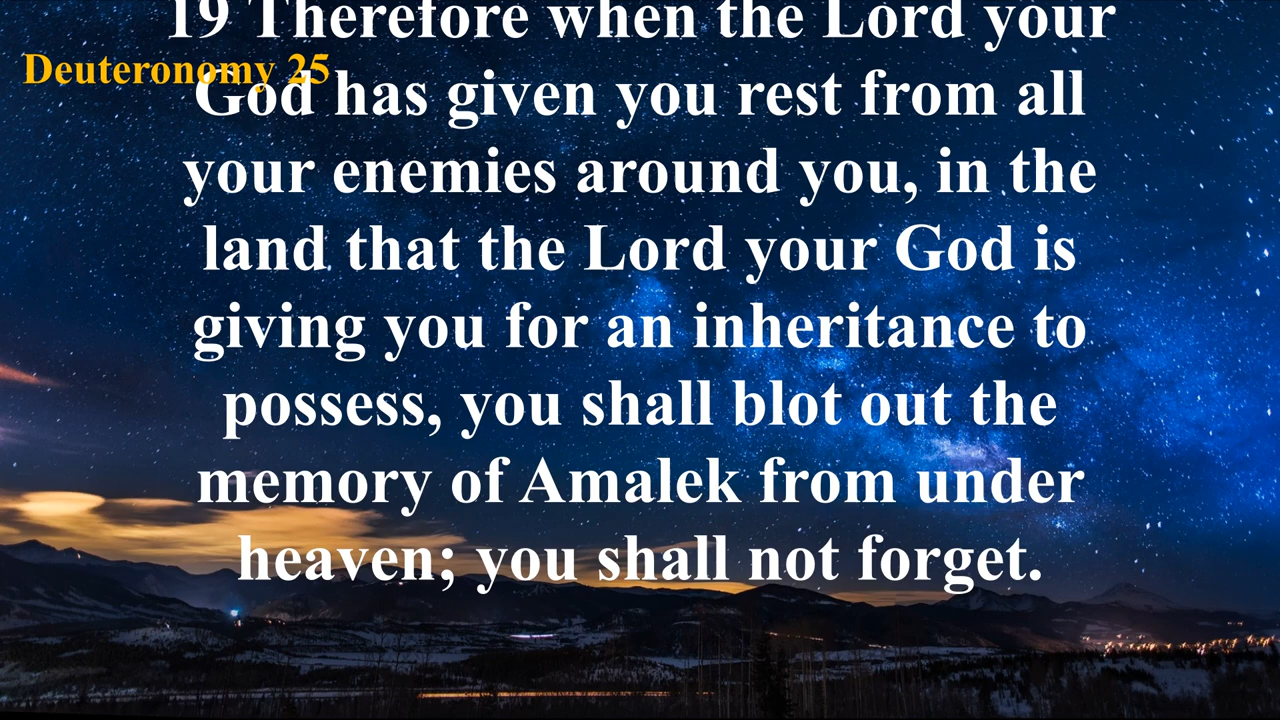 19 Therefore when the Lord your
Deuteronomy 25
God has given you rest from all
your enemies around you, in the
land that the Lord your God is
giving you for an inheritance to
possess, you shall blot out the
memory of Amalek from under
heaven; you shall not forget.